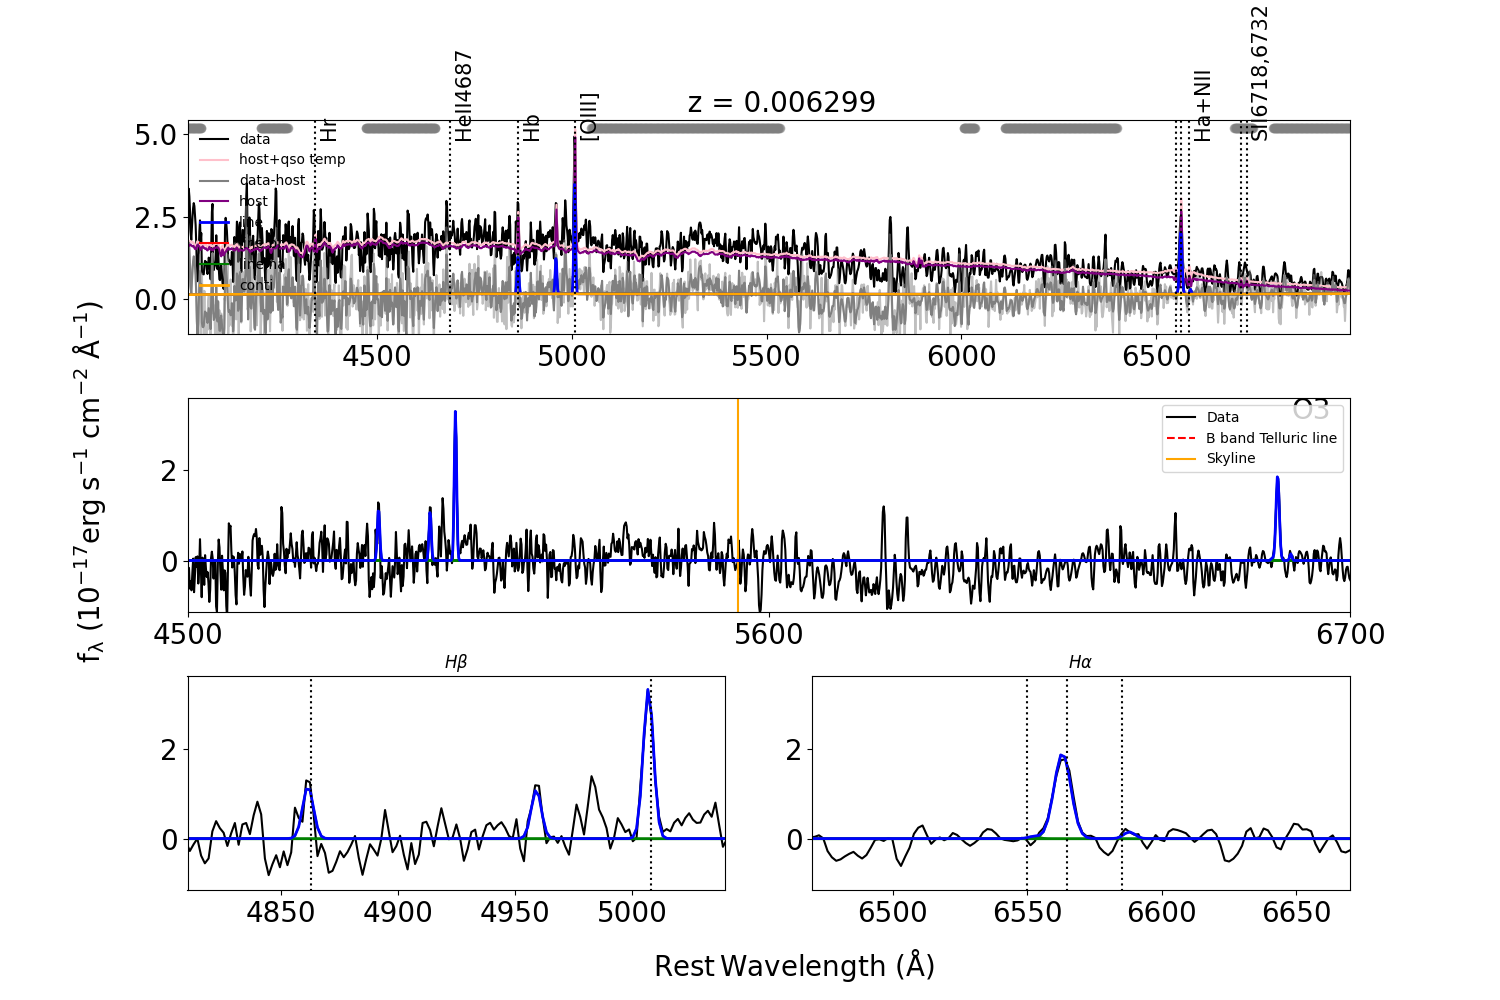 z = 0.006299
Hr
HeII4687
Hb
[OIII]
Ha+NII
SII6718,6732
data
host+qso temp
data-host
host
line
conti
5.0
2.5
0.0
4500
5000
5500
6000
6500
O3
Data
B band Telluric line
Skyline
2
0
4500
5600
6700
f_λ (10⁻¹⁷erg s⁻¹ cm⁻² Å⁻¹)
Hβ
2
0
4850
4900
4950
5000
Hα
2
0
6500
6550
6600
6650
Rest Wavelength (Å)